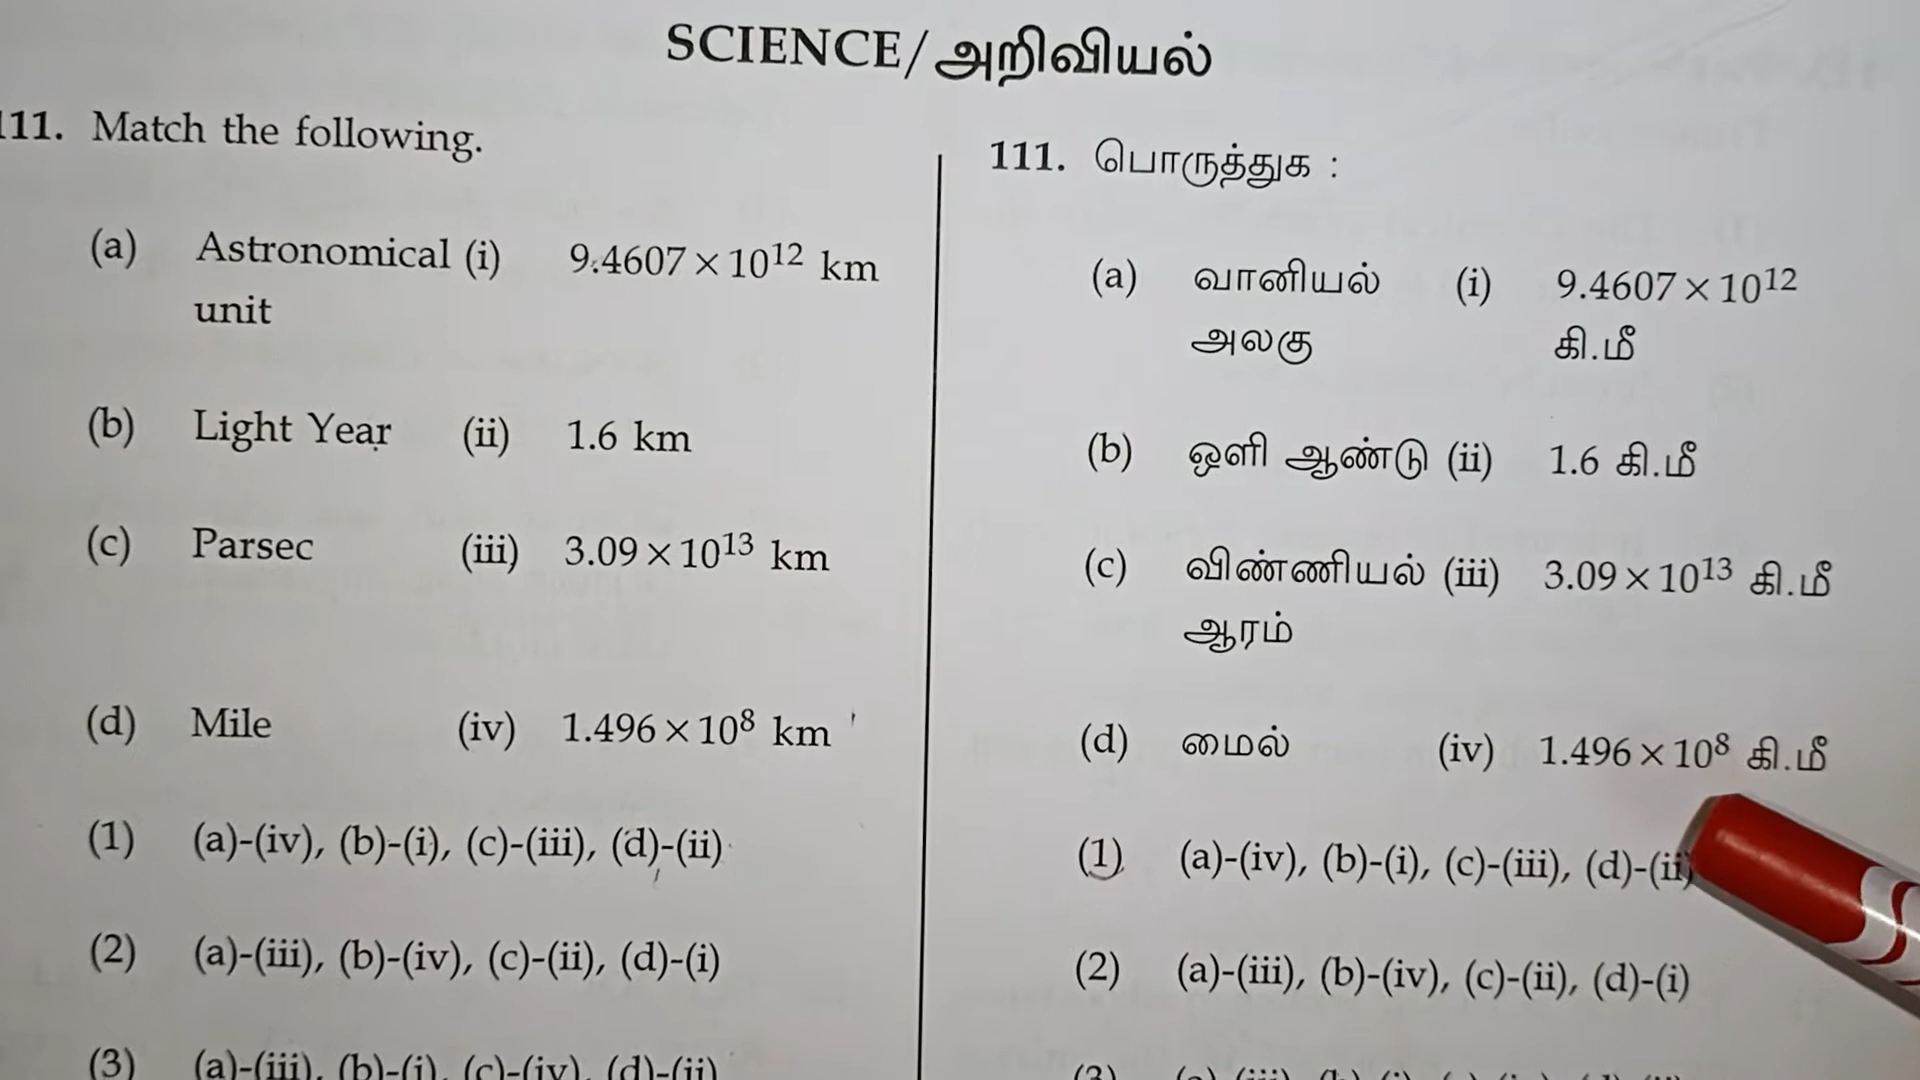 SCIENCE/அறிவியல்
111. Match the following.
(a) Astronomical (i) 9.4607 × 10¹² km
unit
(b) Light Year (ii) 1.6 km
(c) Parsec (iii) 3.09 × 10¹³ km
(d) Mile (iv) 1.496 × 10⁸ km
(1) (a)-(iv), (b)-(i), (c)-(iii), (d)-(ii)
(2) (a)-(iii), (b)-(iv), (c)-(ii), (d)-(i)
(3) (a)-(iii), (b)-(i), (c)-(iv), (d)-(ii)
111. பொருத்துக :
(a) வானியல் (i) 9.4607 × 10¹²
அலகு கி.மீ
(b) ஒளி ஆண்டு (ii) 1.6 கி.மீ
(c) விண்ணியல் (iii) 3.09 × 10¹³ கி.மீ
ஆரம்
(d) மைல் (iv) 1.496 × 10⁸ கி.மீ
(1) (a)-(iv), (b)-(i), (c)-(iii), (d)-(ii)
(2) (a)-(iii), (b)-(iv), (c)-(ii), (d)-(i)